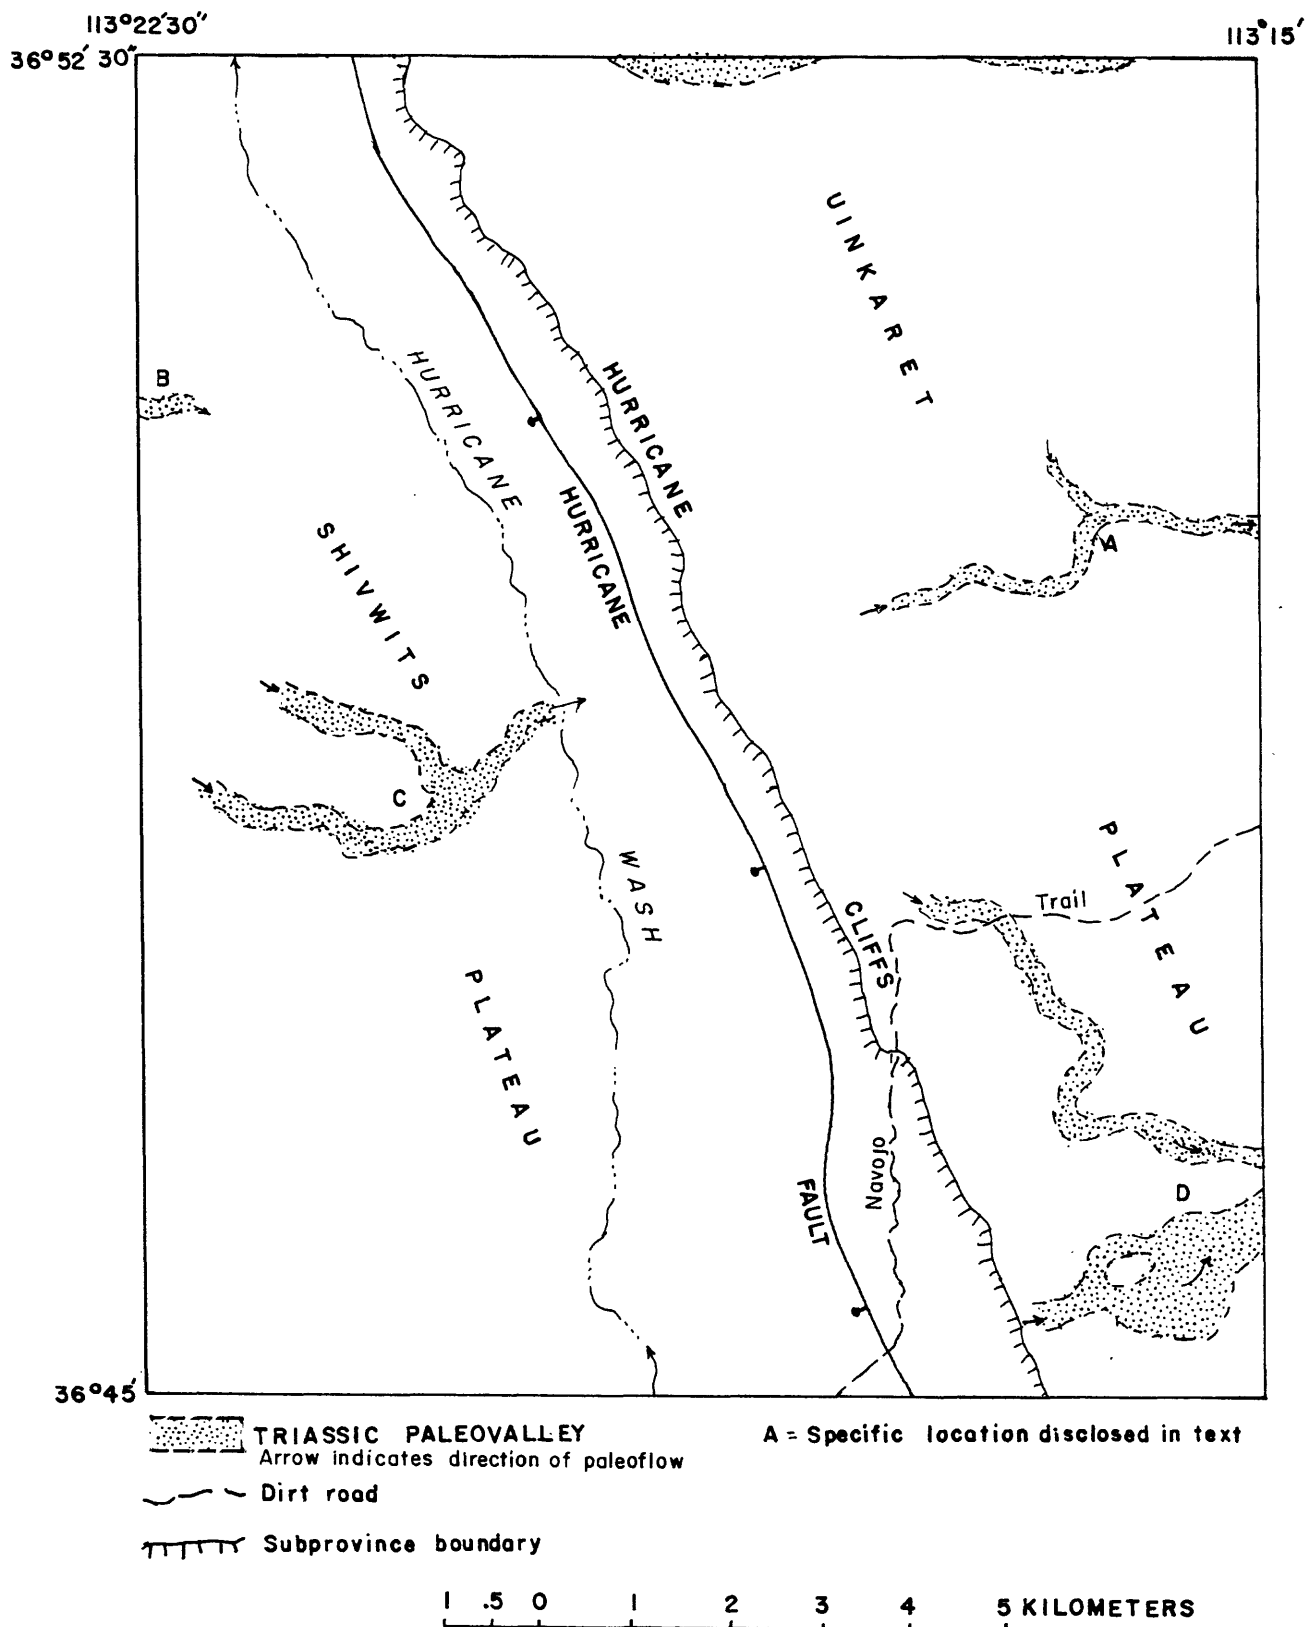 113°22'30"
113°15'
36°52'30"
UINKARET
B
HURRICANE
HURRICANE
HURRICANE
SHIVWITS
A
C
PLATEAU
WASH
CLIFFS
Trail
PLATEAU
Navajo
FAULT
D
36°45'
TRIASSIC PALEOVALLEY
Arrow indicates direction of paleoflow
A = Specific location disclosed in text
Dirt road
Subprovince boundary
1 .5 0 1 2 3 4 5 KILOMETERS